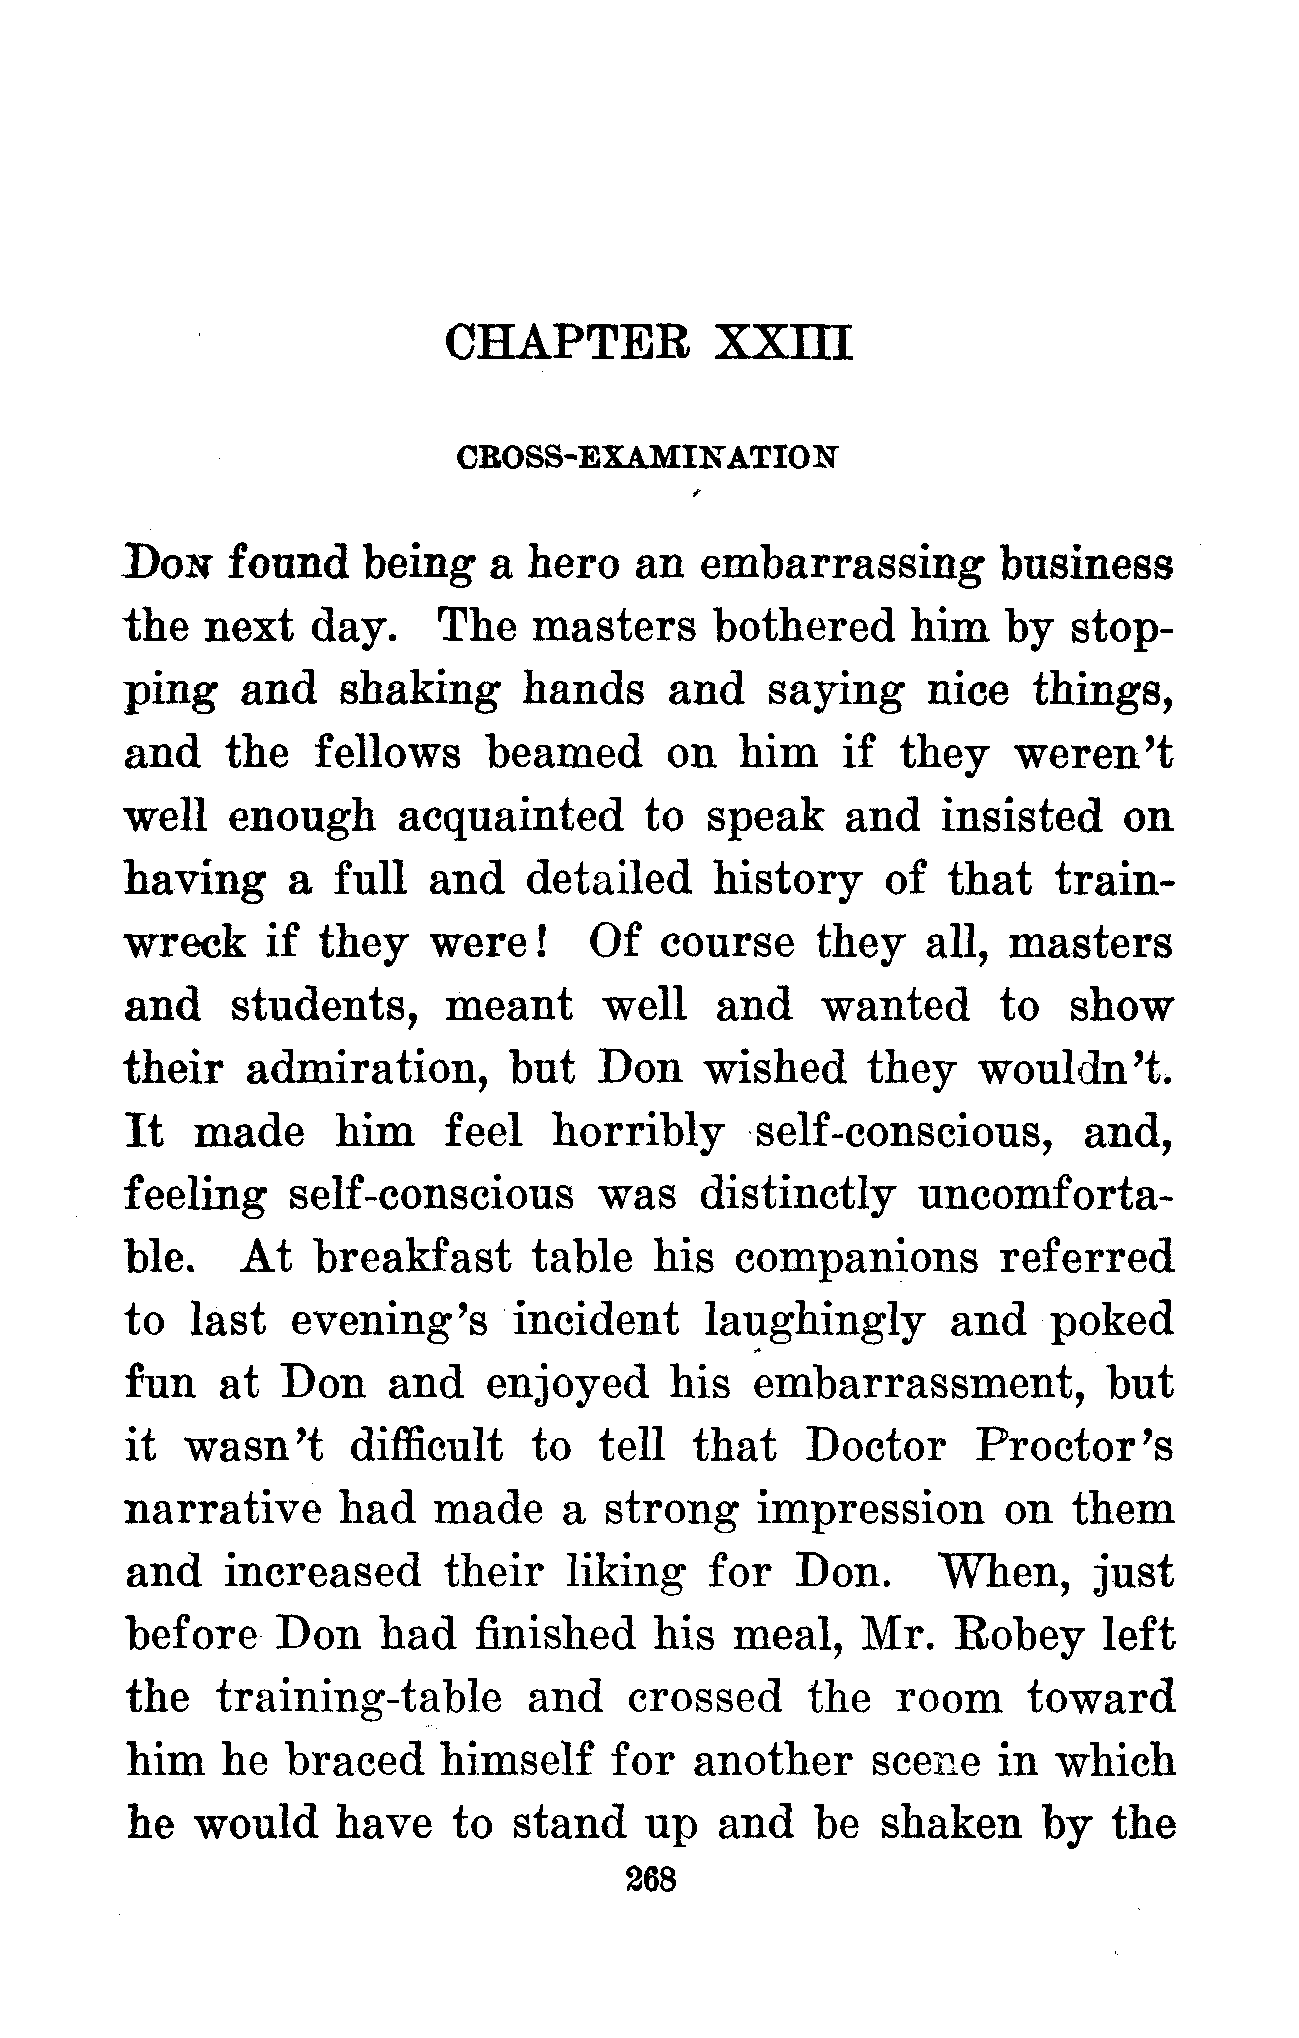 CHAPTER XXIII
CROSS-EXAMINATION
Don found being a hero an embarrassing business
the next day. The masters bothered him by stop-
ping and shaking hands and saying nice things,
and the fellows beamed on him if they weren't
well enough acquainted to speak and insisted on
having a full and detailed history of that train-
wreck if they were! Of course they all, masters
and students, meant well and wanted to show
their admiration, but Don wished they wouldn't.
It made him feel horribly self-conscious, and,
feeling self-conscious was distinctly uncomforta-
ble. At breakfast table his companions referred
to last evening's incident laughingly and poked
fun at Don and enjoyed his embarrassment, but
it wasn't difficult to tell that Doctor Proctor's
narrative had made a strong impression on them
and increased their liking for Don. When, just
before Don had finished his meal, Mr. Robey left
the training-table and crossed the room toward
him he braced himself for another scene in which
he would have to stand up and be shaken by the
268